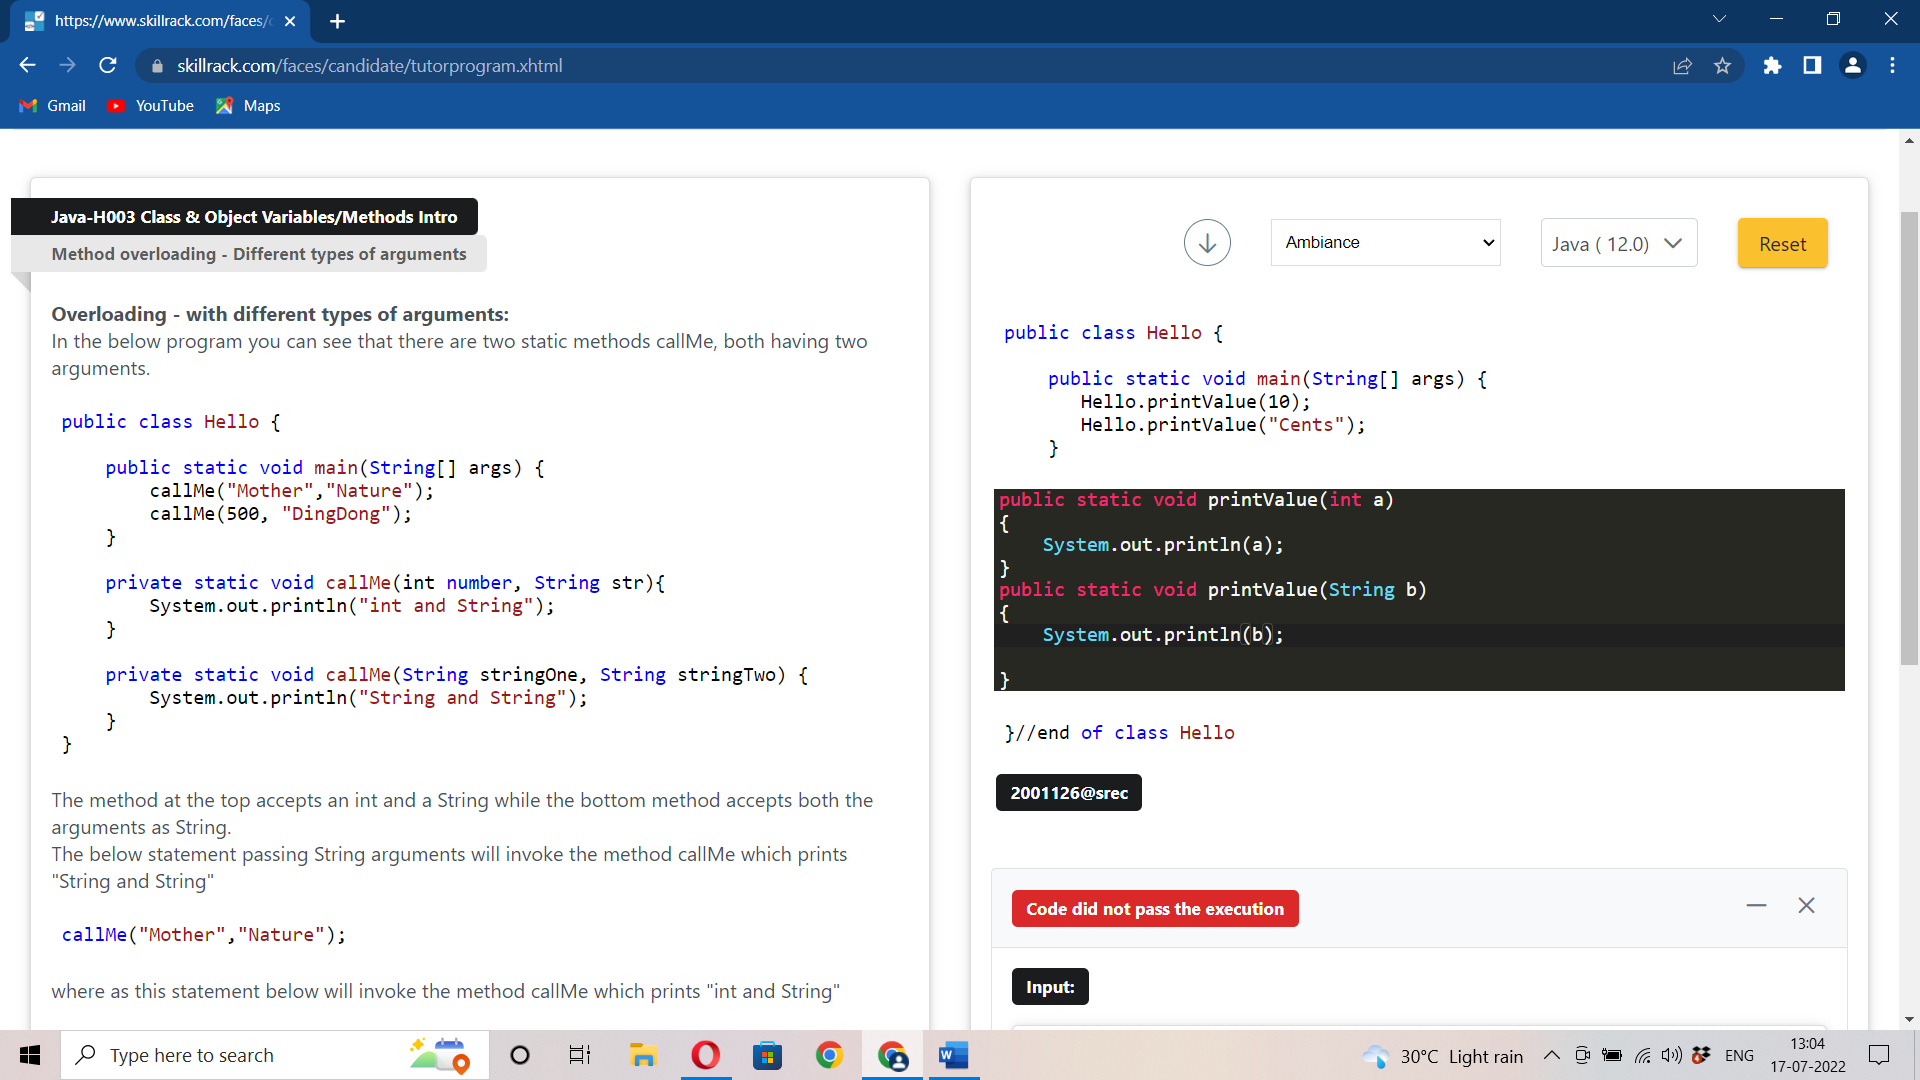 https://www.skillrack.com/faces/c
skillrack.com/faces/candidate/tutorprogram.xhtml
Gmail YouTube Maps
Java-H003 Class & Object Variables/Methods Intro
Method overloading - Different types of arguments
Overloading - with different types of arguments:
In the below program you can see that there are two static methods callMe, both having two
arguments.
public class Hello {
public static void main(String[] args) {
callMe("Mother","Nature");
callMe(500, "DingDong");
}
private static void callMe(int number, String str){
System.out.println("int and String");
}
private static void callMe(String stringOne, String stringTwo) {
System.out.println("String and String");
}
}
The method at the top accepts an int and a String while the bottom method accepts both the
arguments as String.
The below statement passing String arguments will invoke the method callMe which prints
"String and String"
callMe("Mother","Nature");
where as this statement below will invoke the method callMe which prints "int and String"
Ambiance
Java ( 12.0)
Reset
public class Hello {
public static void main(String[] args) {
Hello.printValue(10);
Hello.printValue("Cents");
}
public static void printValue(int a)
{
System.out.println(a);
}
public static void printValue(String b)
{
System.out.println(b);
}
}//end of class Hello
2001126@srec
Code did not pass the execution
Input:
Type here to search
30°C Light rain
ENG
13:04
17-07-2022